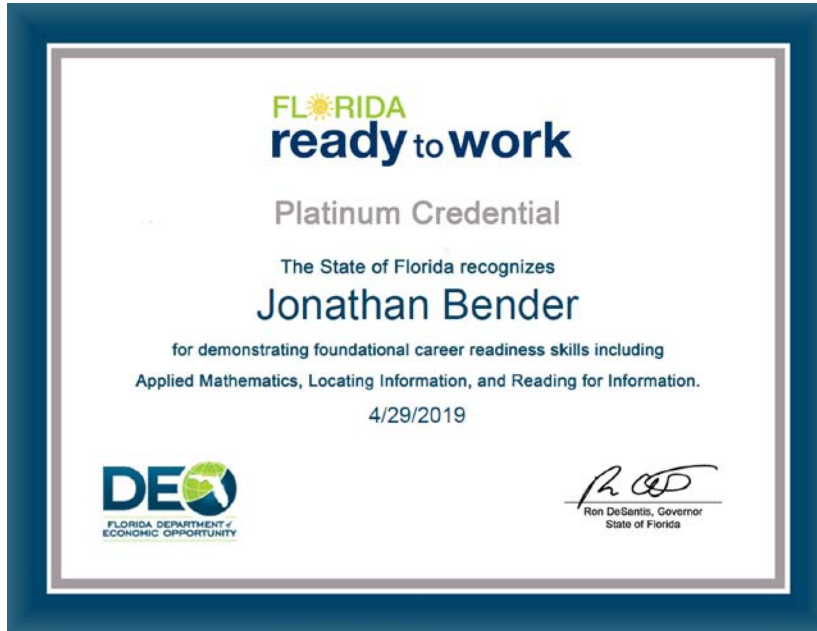 FLORIDA
ready to work
Platinum Credential
The State of Florida recognizes
Jonathan Bender
for demonstrating foundational career readiness skills including
Applied Mathematics, Locating Information, and Reading for Information.
4/29/2019
DEO
FLORIDA DEPARTMENT of
ECONOMIC OPPORTUNITY
Ron DeSantis, Governor
State of Florida